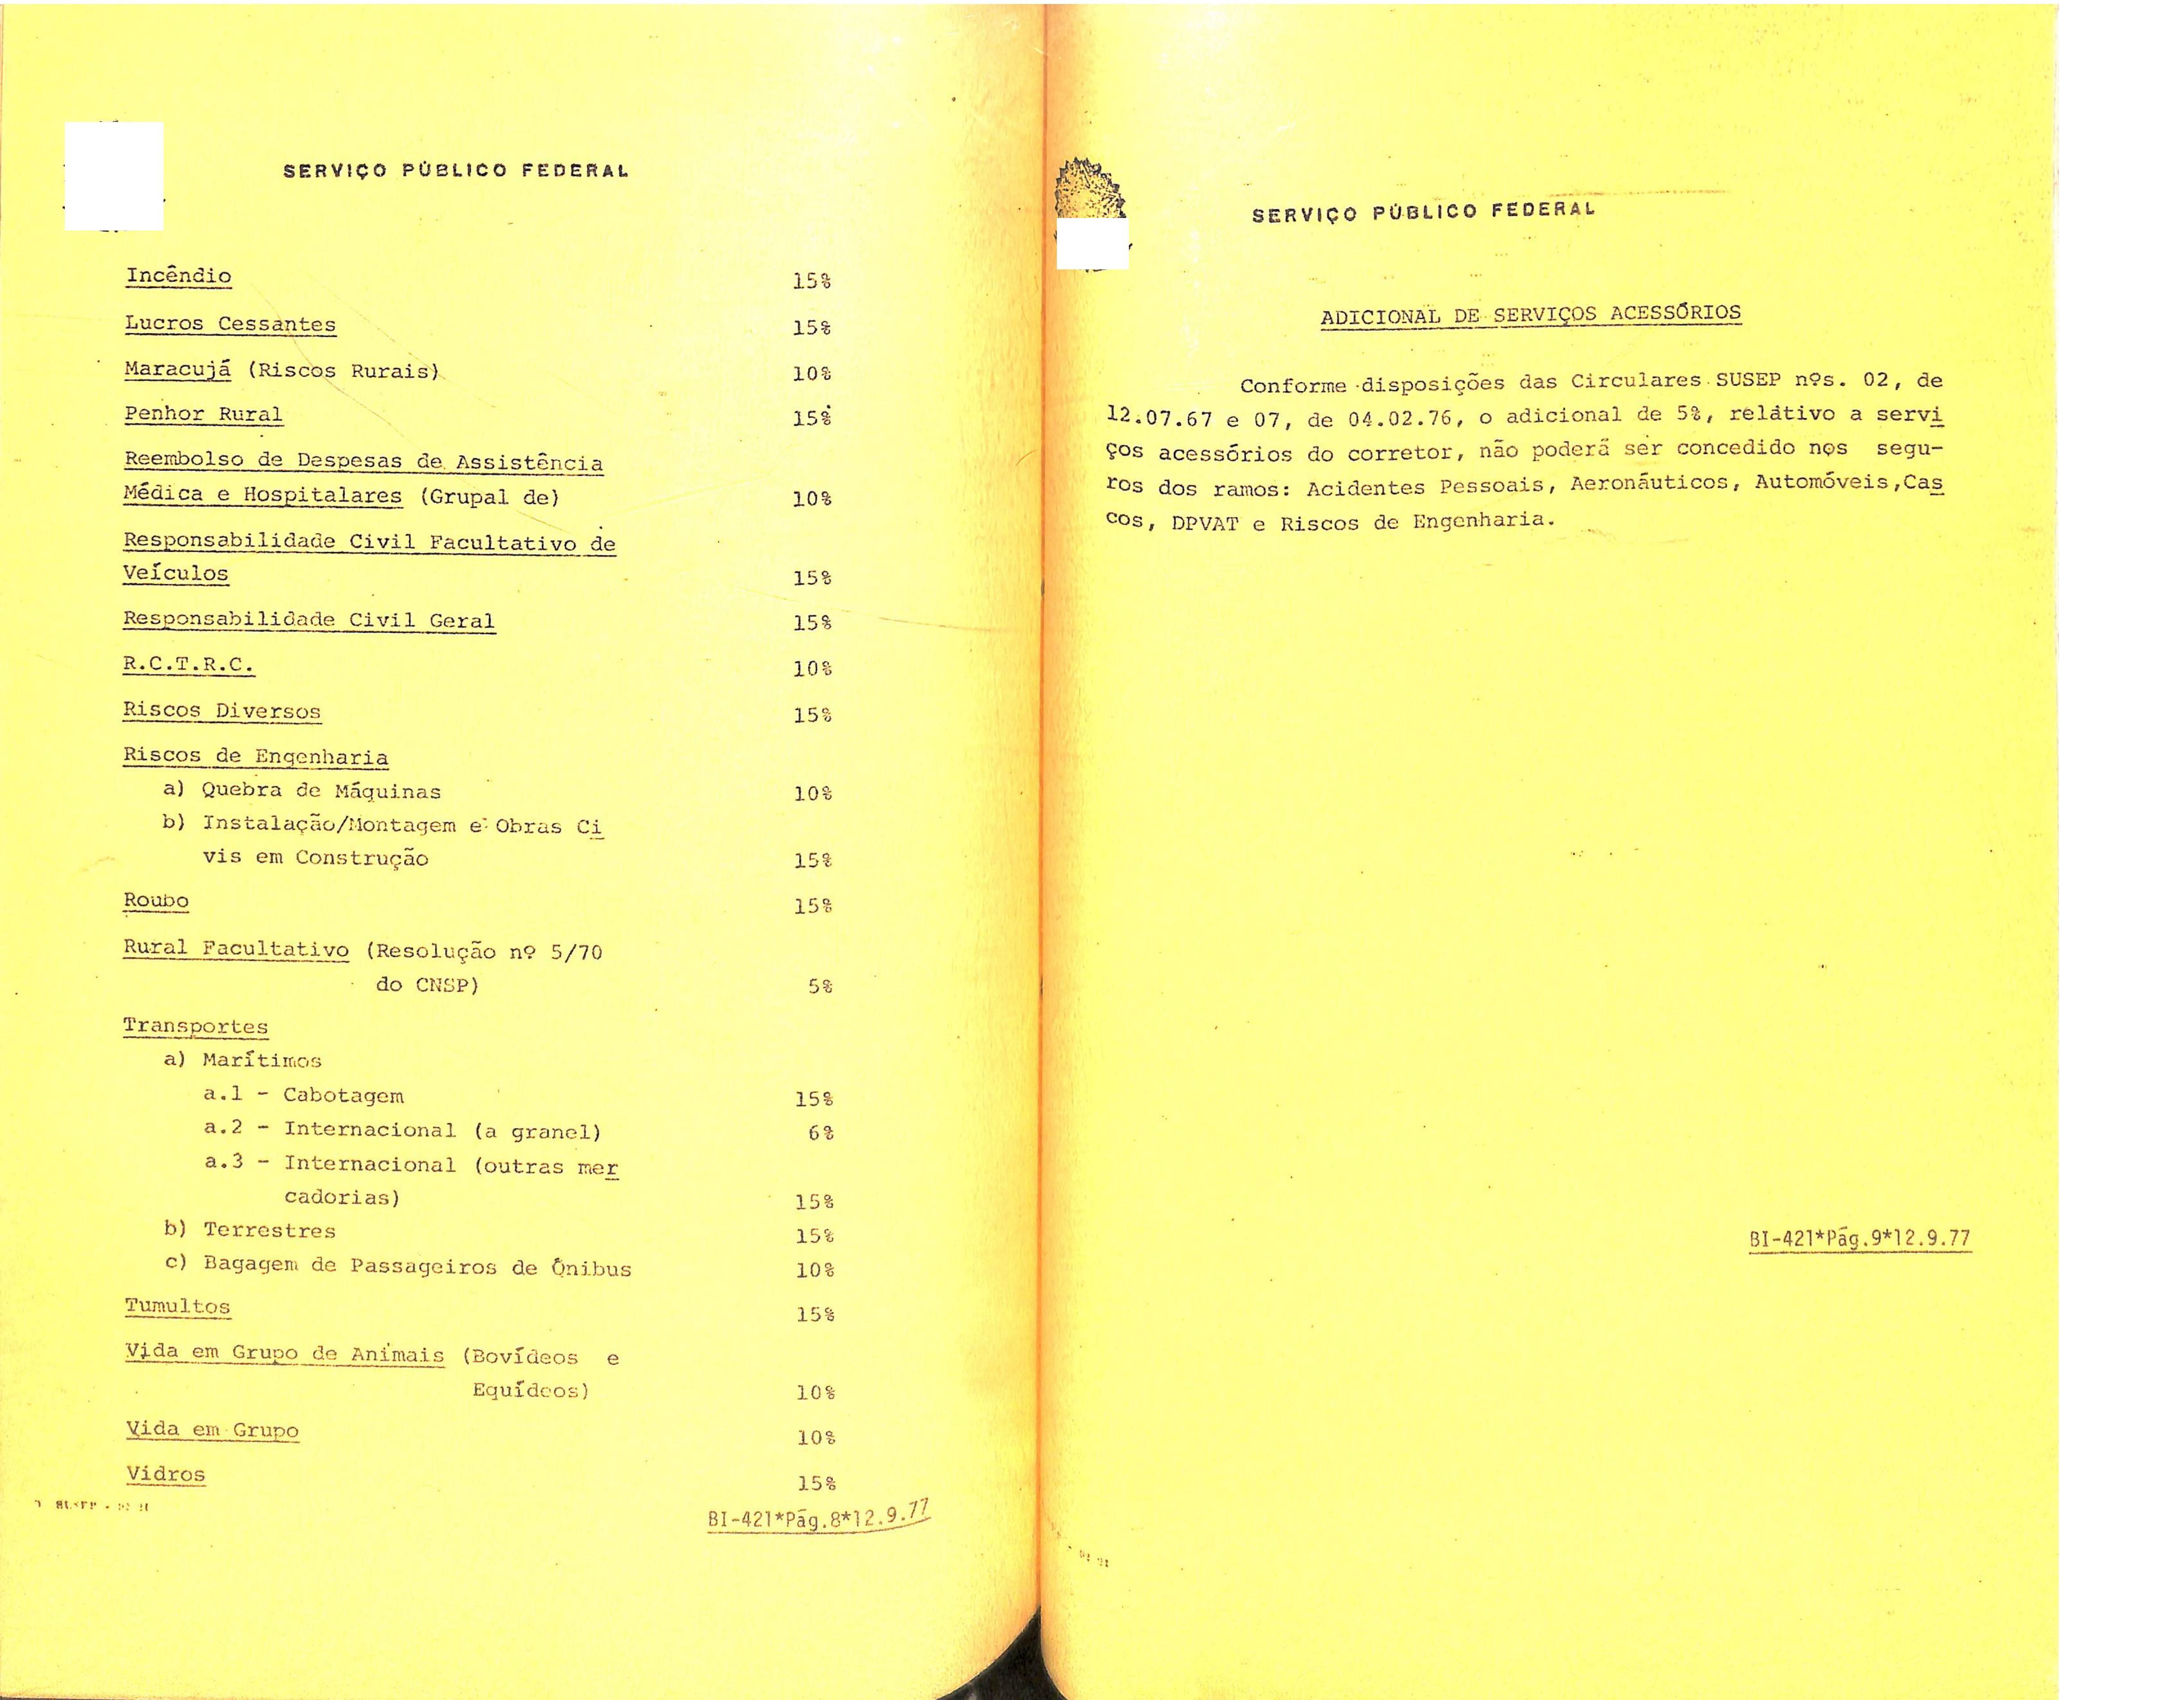 SERVIÇO PÚBLICO FEDERAL
Incêndio 15%
Lucros Cessantes 15%
Maracujá (Riscos Rurais) 10%
Penhor Rural 15%
Reembolso de Despesas de Assistência
Médica e Hospitalares (Grupal de) 10%
Responsabilidade Civil Facultativo de
Veículos 15%
Responsabilidade Civil Geral 15%
R.C.T.R.C. 10%
Riscos Diversos 15%
Riscos de Engenharia
a) Quebra de Máquinas 10%
b) Instalação/Montagem e Obras Ci
vis em Construção 15%
Roubo 15%
Rural Facultativo (Resolução nº 5/70
do CNSP) 5%
Transportes
a) Marítimos
a.1 - Cabotagem 15%
a.2 - Internacional (a granel) 6%
a.3 - Internacional (outras mer
cadorias) 15%
b) Terrestres 15%
c) Bagagem de Passageiros de Ônibus 10%
Tumultos 15%
Vida em Grupo de Animais (Bovídeos e
Equídeos) 10%
Vida em Grupo 10%
Vidros 15%
BI-421*Pág.8*12.9.77
SERVIÇO PÚBLICO FEDERAL
ADICIONAL DE SERVIÇOS ACESSÓRIOS
Conforme disposições das Circulares SUSEP nºs. 02, de
12.07.67 e 07, de 04.02.76, o adicional de 5%, relátivo a servi
ços acessórios do corretor, não poderá ser concedido nos segu-
ros dos ramos: Acidentes Pessoais, Aeronáuticos, Automóveis,Cas
cos, DPVAT e Riscos de Engenharia.
BI-421*Pág.9*12.9.77